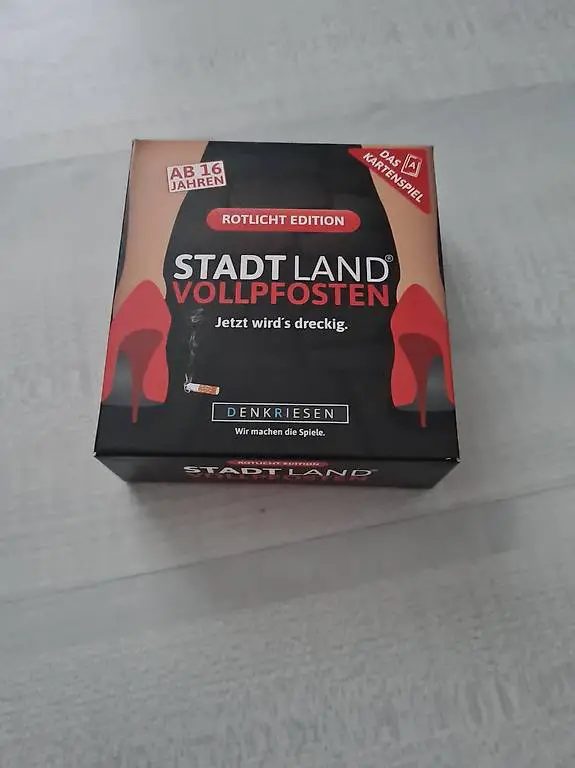 AB 16
JAHREN
DAS
KARTENSPIEL
A
ROTLICHT EDITION
STADT LAND®
VOLLPFOSTEN
Jetzt wird´s dreckig.
DENKRIESEN
Wir machen die Spiele.
ROTLICHT EDITION
STADT LAND®
VOLLPFOSTEN